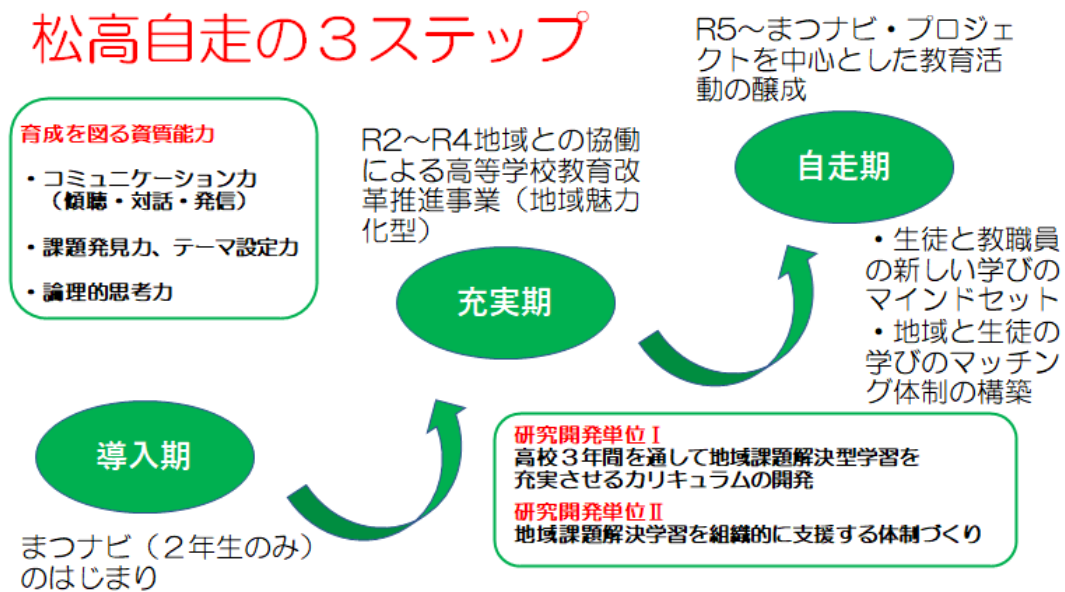 松高自走の３ステップ
R5～まつナビ・プロジェ
クトを中心とした教育活
動の醸成
自走期
・生徒と教職員
の新しい学びの
マインドセット
・地域と生徒の
学びのマッチン
グ体制の構築
育成を図る資質能力
・コミュニケーション力
（傾聴・対話・発信）
・課題発見力、テーマ設定力
・論理的思考力
R2～R4地域との協働
による高等学校教育改
革推進事業（地域魅力
化型）
充実期
導入期
まつナビ（２年生のみ）
のはじまり
研究開発単位Ⅰ
高校３年間を通して地域課題解決型学習を
充実させるカリキュラムの開発
研究開発単位Ⅱ
地域課題解決学習を組織的に支援する体制づくり